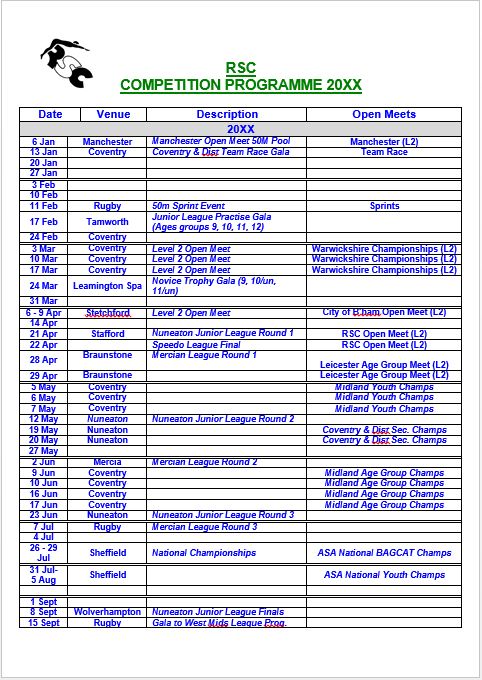 RSC
RSC
COMPETITION PROGRAMME 20XX
Date Venue Description Open Meets
20XX
6 Jan Manchester Manchester Open Meet 50M Pool Manchester (L2)
13 Jan Coventry Coventry & Dist Team Race Gala Team Race
20 Jan
27 Jan
3 Feb
10 Feb
11 Feb Rugby 50m Sprint Event Sprints
17 Feb Tamworth Junior League Practise Gala
(Ages groups 9, 10, 11, 12)
24 Feb Coventry
3 Mar Coventry Level 2 Open Meet Warwickshire Championships (L2)
10 Mar Coventry Level 2 Open Meet Warwickshire Championships (L2)
17 Mar Coventry Level 2 Open Meet Warwickshire Championships (L2)
24 Mar Leamington Spa Novice Trophy Gala (9, 10/un,
11/un)
31 Mar
6 - 9 Apr Stetchford Level 2 Open Meet City of B'ham Open Meet (L2)
14 Apr
21 Apr Stafford Nuneaton Junior League Round 1 RSC Open Meet (L2)
22 Apr Speedo League Final RSC Open Meet (L2)
28 Apr Braunstone Mercian League Round 1 Leicester Age Group Meet (L2)
29 Apr Braunstone Leicester Age Group Meet (L2)
5 May Coventry Midland Youth Champs
6 May Coventry Midland Youth Champs
7 May Coventry Midland Youth Champs
12 May Nuneaton Nuneaton Junior League Round 2
19 May Nuneaton Coventry & Dist Sec. Champs
20 May Nuneaton Coventry & Dist Sec. Champs
27 May
2 Jun Mercia Mercian League Round 2
9 Jun Coventry Midland Age Group Champs
10 Jun Coventry Midland Age Group Champs
16 Jun Coventry Midland Age Group Champs
17 Jun Coventry Midland Age Group Champs
23 Jun Nuneaton Nuneaton Junior League Round 3
7 Jul Rugby Mercian League Round 3
4 Jul
26 - 29
Jul Sheffield National Championships ASA National BAGCAT Champs
31 Jul-
5 Aug Sheffield ASA National Youth Champs
1 Sept
8 Sept Wolverhampton Nuneaton Junior League Finals
15 Sept Rugby Gala to West Mids League Prog.